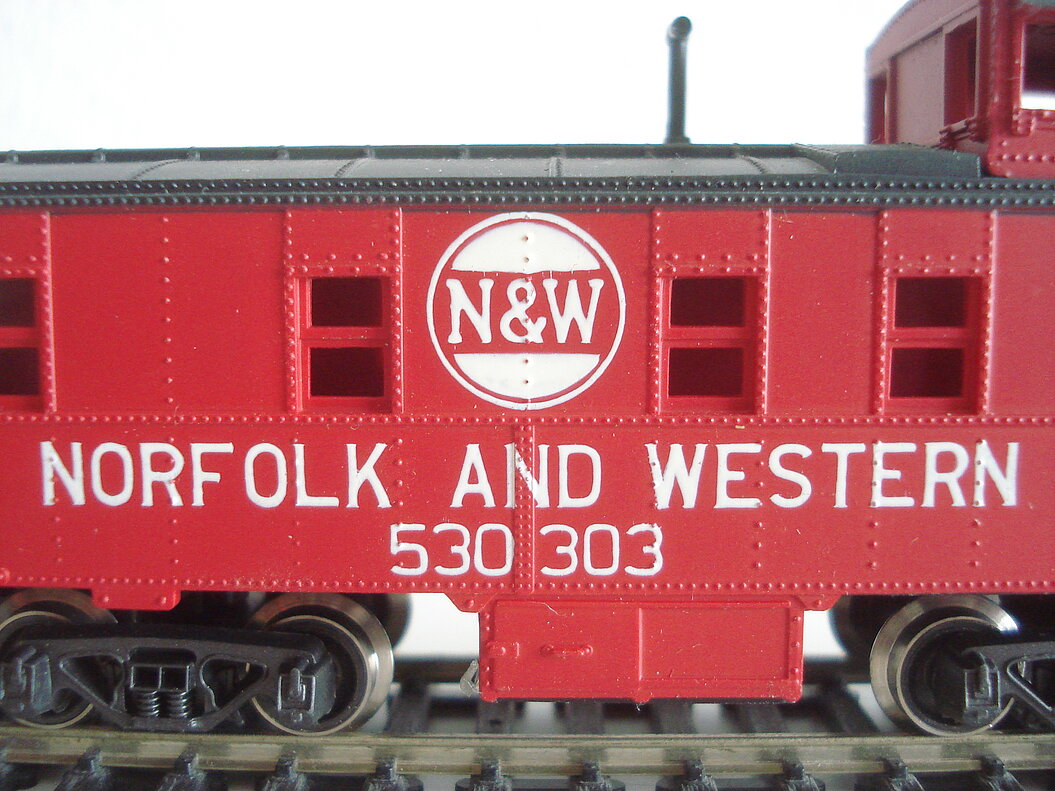 N&W
NORFOLK AND WESTERN
530 303